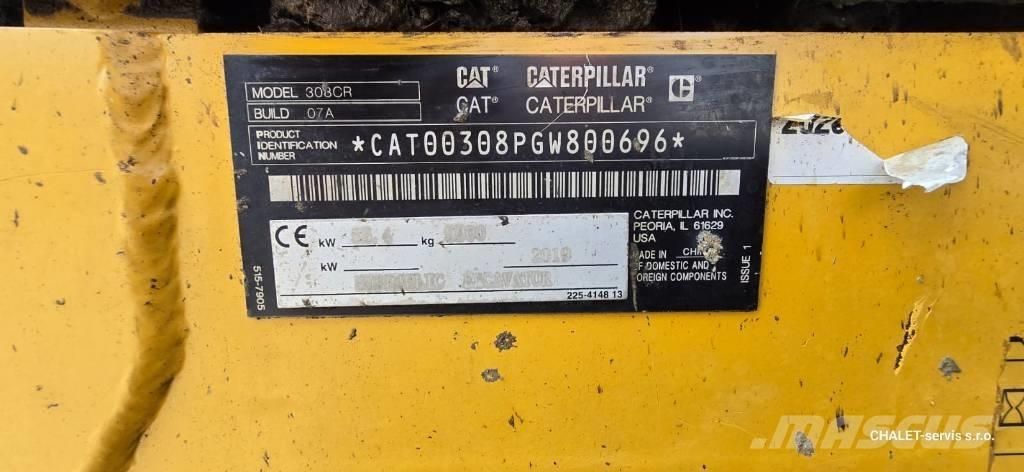 CAT® CATERPILLAR®
CAT® CATERPILLAR®
MODEL 308CR
BUILD 07A
PRODUCT IDENTIFICATION NUMBER *CAT00308PGW800696*
CE kW kg
kW 2019
EXCAVATOR
225-4148 13
515-7905
CATERPILLAR INC.
PEORIA, IL 61629
USA
MADE IN
OF DOMESTIC AND
FOREIGN COMPONENTS
ISSUE 1
MASCUS
CHALET-servis s.r.o.